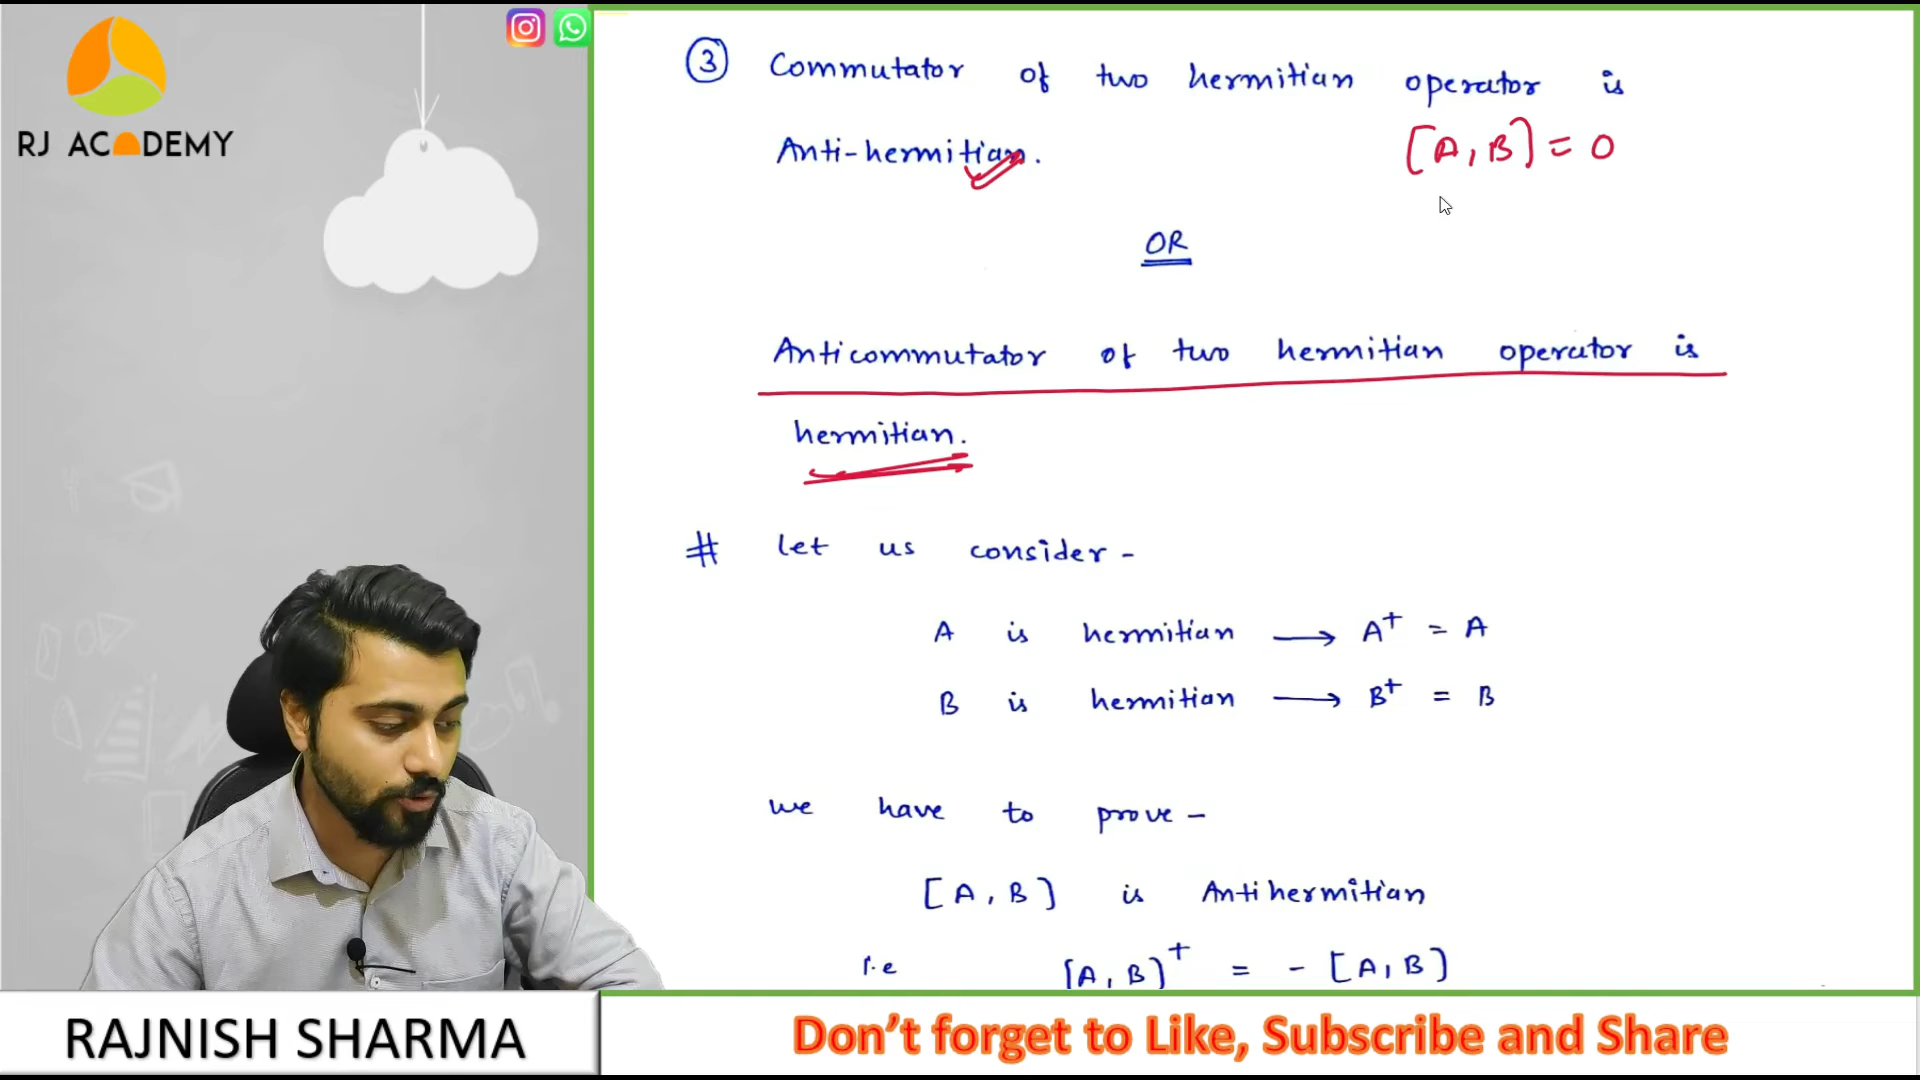 RJ ACADEMY
③ Commutator of two hermitian operator is
Anti-hermitian.
[A, B] = 0
OR
Anticommutator of two hermitian operator is
hermitian.
# Let us consider -
A is hermitian ⟶ A⁺ = A
B is hermitian ⟶ B⁺ = B
we have to prove -
[A, B] is Antihermitian
i.e [A, B]⁺ = - [A, B]
RAJNISH SHARMA
Don't forget to Like, Subscribe and Share